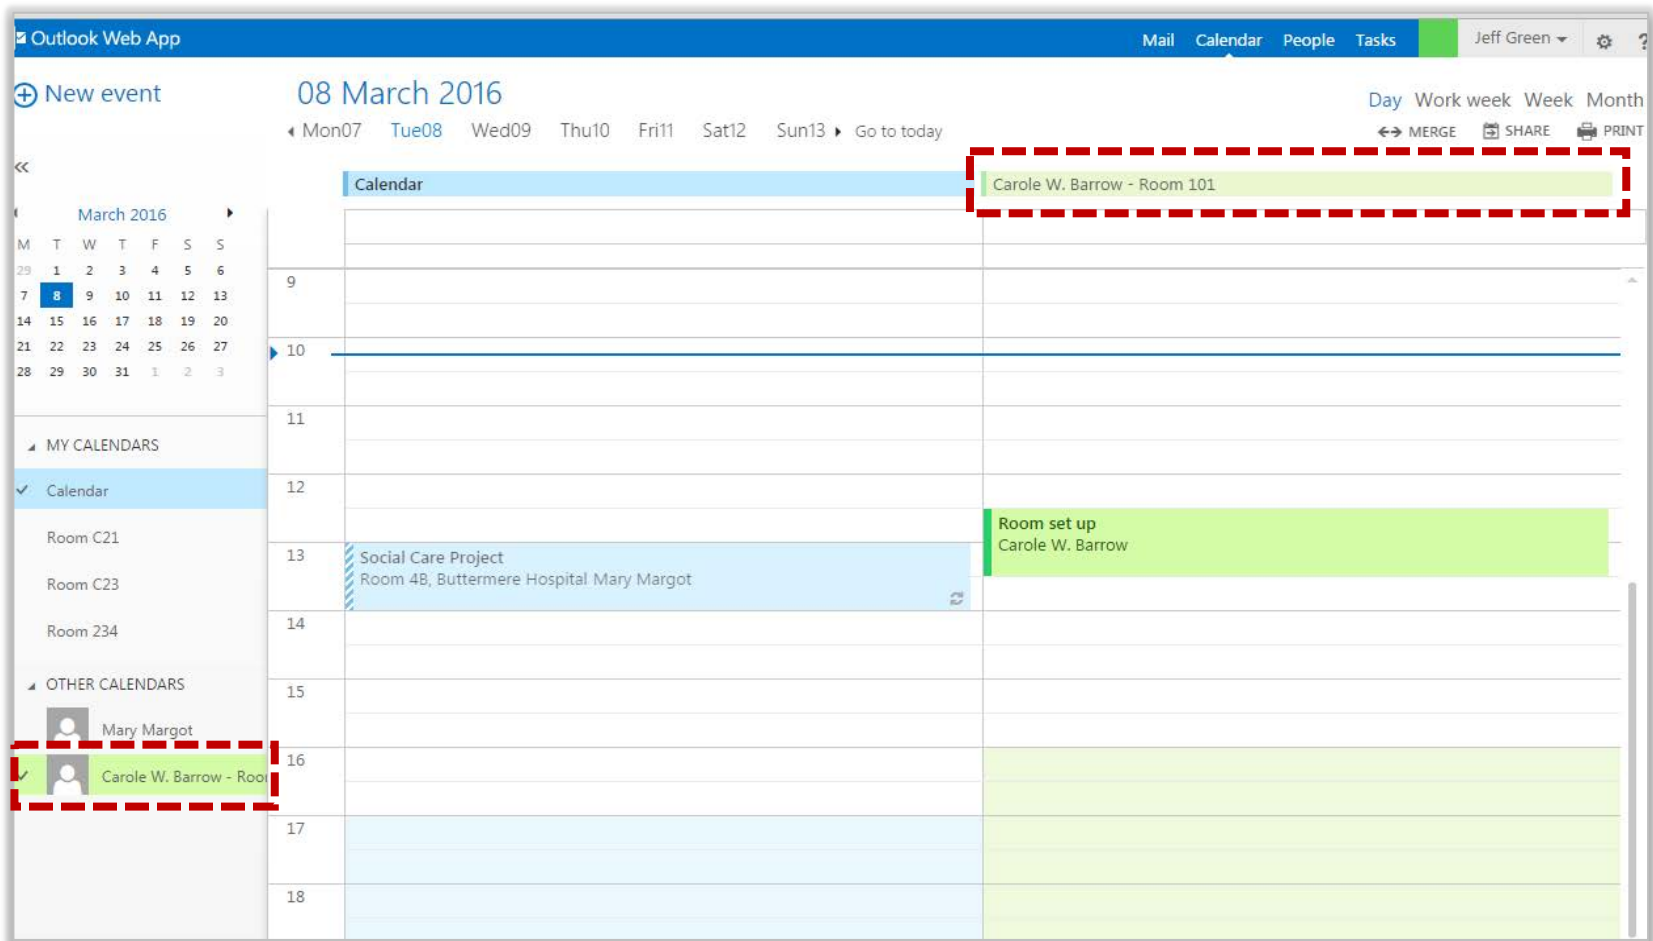 Outlook Web App
Mail Calendar People Tasks Jeff Green ?
New event
08 March 2016
Day Work week Week Month
Mon07 Tue08 Wed09 Thu10 Fri11 Sat12 Sun13 Go to today
MERGE SHARE PRINT
«
Calendar
Carole W. Barrow - Room 101
March 2016
M T W T F S S
29 1 2 3 4 5 6
7 8 9 10 11 12 13
14 15 16 17 18 19 20
21 22 23 24 25 26 27
28 29 30 31 1 2 3
MY CALENDARS
Calendar
Room C21
Room C23
Room 234
OTHER CALENDARS
Mary Margot
Carole W. Barrow - Roo
9
10
11
12
13
14
15
16
17
18
Social Care Project
Room 4B, Buttermere Hospital Mary Margot
Room set up
Carole W. Barrow